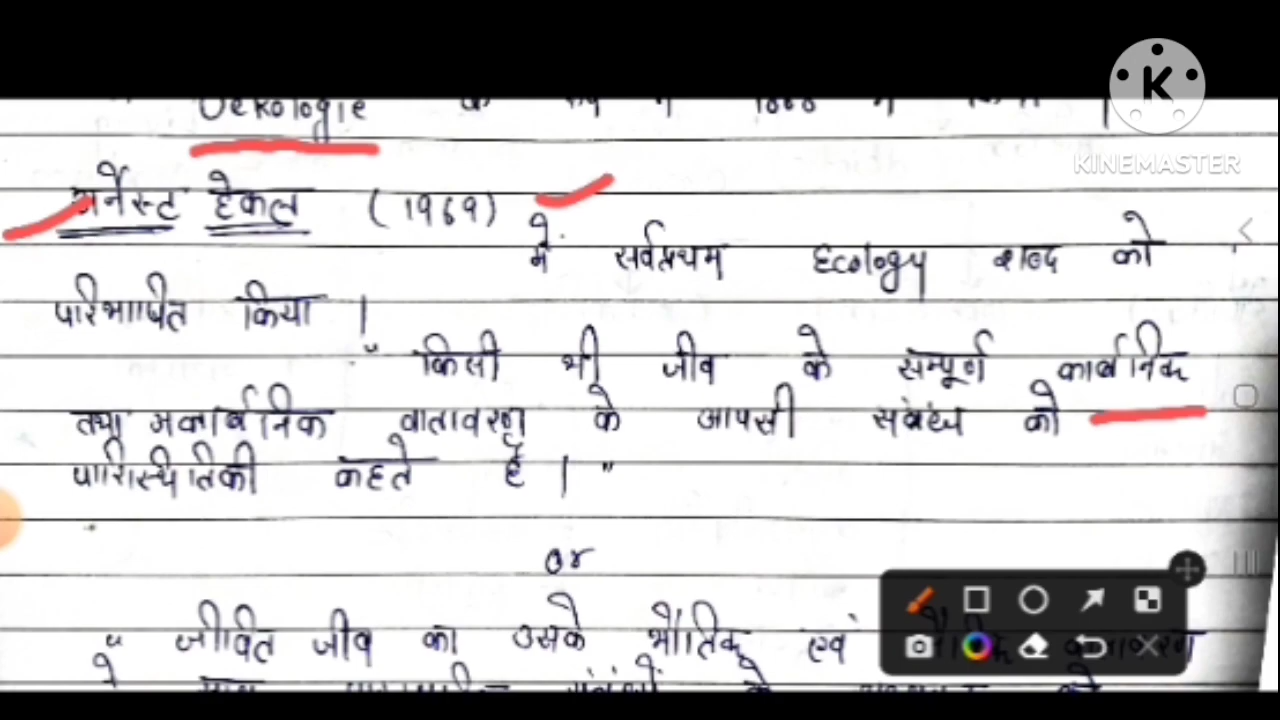 K
KINEMASTER
Oekologie के रूप में
अर्नेस्ट हेकल (1969)
में सर्वप्रथम Ecology शब्द को
परिभाषित किया |
" किसी भी जीव के सम्पूर्ण कार्बनिक
तथा अकार्बनिक वातावरण के आपसी संबंध को
पारिस्थितिकी कहते हैं | "
or
" जीवित जीव का उसके भौतिक एवं